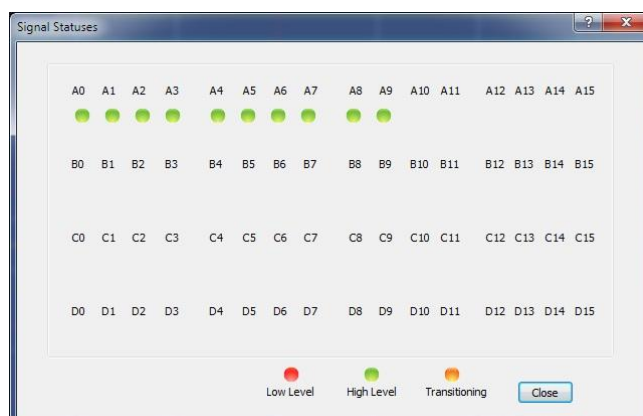 Signal Statuses ? X
A0 A1 A2 A3 A4 A5 A6 A7 A8 A9 A10 A11 A12 A13 A14 A15
B0 B1 B2 B3 B4 B5 B6 B7 B8 B9 B10 B11 B12 B13 B14 B15
C0 C1 C2 C3 C4 C5 C6 C7 C8 C9 C10 C11 C12 C13 C14 C15
D0 D1 D2 D3 D4 D5 D6 D7 D8 D9 D10 D11 D12 D13 D14 D15
Low Level High Level Transitioning Close